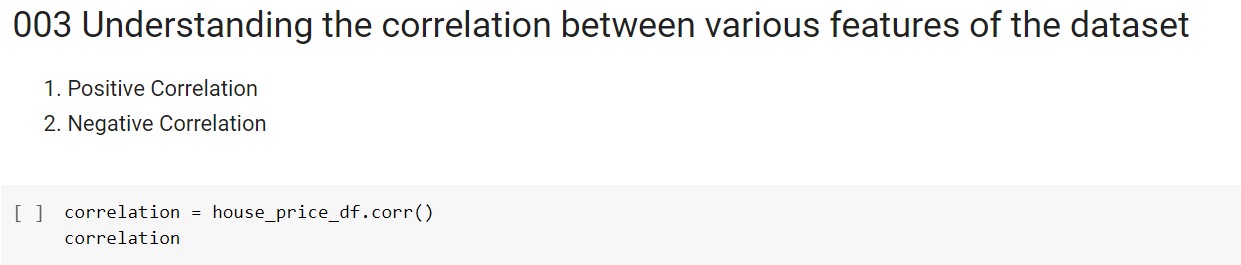 003 Understanding the correlation between various features of the dataset
1. Positive Correlation
2. Negative Correlation
[ ] correlation = house_price_df.corr()
correlation